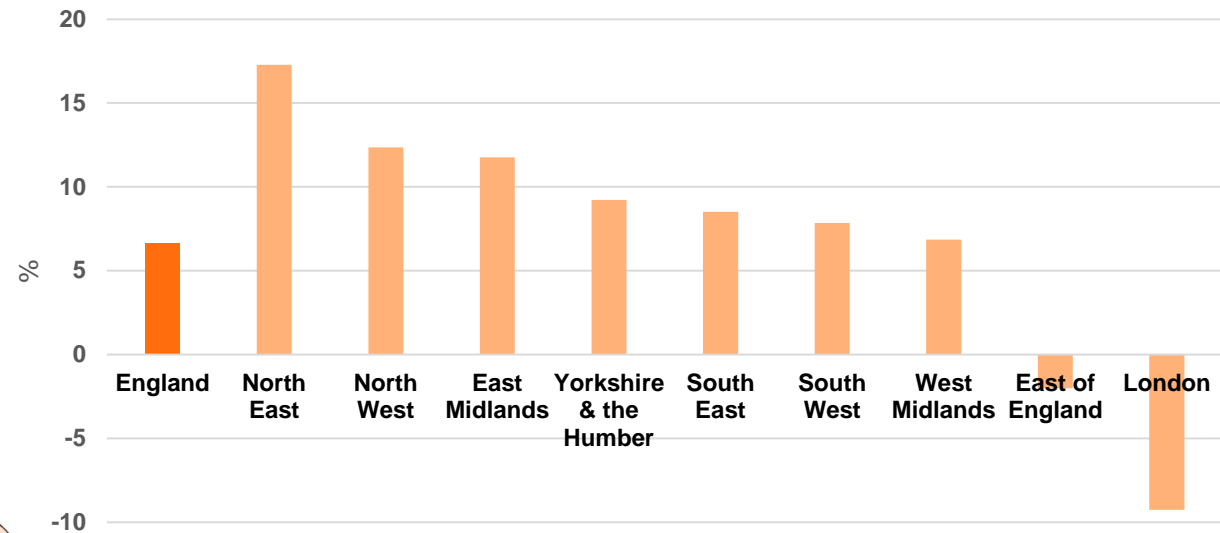 20
15
10
5
0
-5
-10
%
England
North
East
North
West
East
Midlands
Yorkshire
& the
Humber
South
East
South
West
West
Midlands
East of
England
London